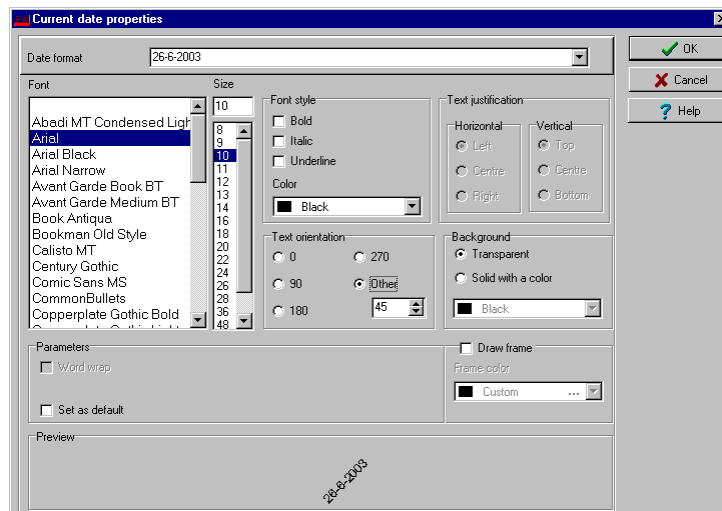 Current date properties
Date format
26-6-2003
OK
Cancel
Help
Font
Abadi MT Condensed Ligh
Arial
Arial Black
Arial Narrow
Avant Garde Book BT
Avant Garde Medium BT
Book Antiqua
Bookman Old Style
Calisto MT
Century Gothic
Comic Sans MS
CommonBullets
Copperplate Gothic Bold
Size
10
8
9
10
11
12
13
14
16
18
20
22
24
26
28
36
48
Font style
Bold
Italic
Underline
Color
Black
Text justification
Horizontal
Left
Centre
Right
Vertical
Top
Centre
Bottom
Text orientation
0
270
90
Other
180
45
Background
Transparent
Solid with a color
Black
Parameters
Word wrap
Set as default
Draw frame
Frame color
Custom ...
Preview
26-6-2003